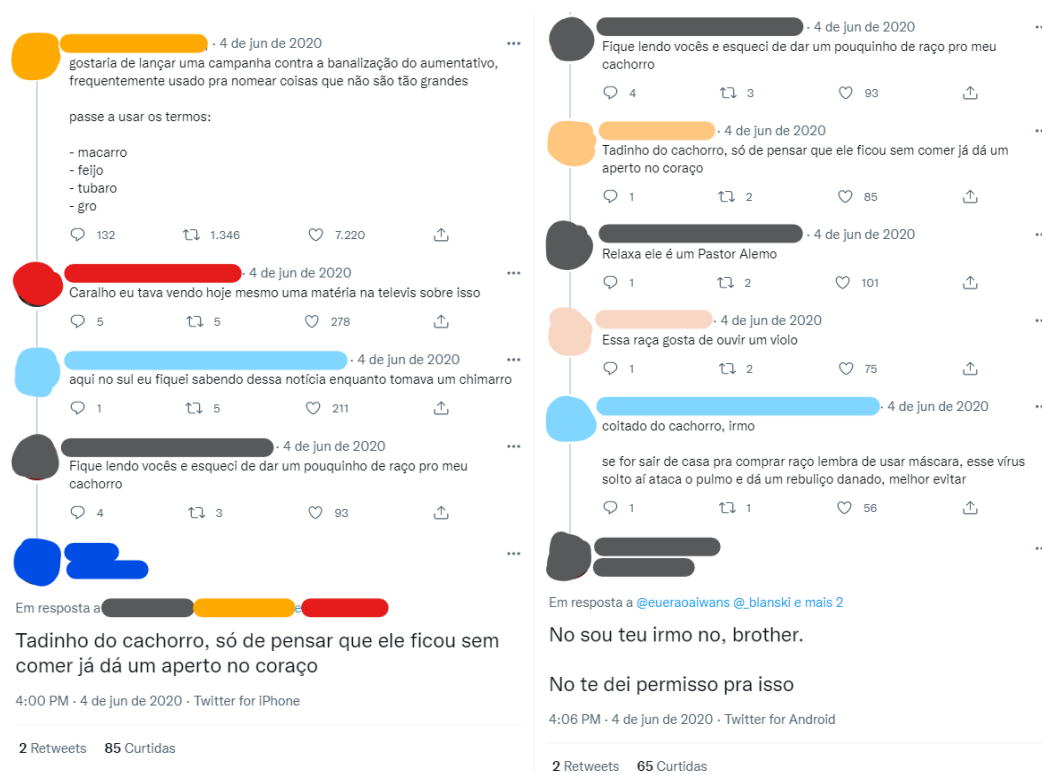 · 4 de jun de 2020
gostaria de lançar uma campanha contra a banalização do aumentativo,
frequentemente usado pra nomear coisas que não são tão grandes
passe a usar os termos:
- macarro
- feijo
- tubaro
- gro
132 1.346 7.220
· 4 de jun de 2020
Caralho eu tava vendo hoje mesmo uma matéria na televis sobre isso
5 5 278
· 4 de jun de 2020
aqui no sul eu fiquei sabendo dessa notícia enquanto tomava um chimarro
1 5 211
· 4 de jun de 2020
Fique lendo vocês e esqueci de dar um pouquinho de raço pro meu
cachorro
4 3 93
Em resposta a e
Tadinho do cachorro, só de pensar que ele ficou sem
comer já dá um aperto no coraço
4:00 PM · 4 de jun de 2020 · Twitter for iPhone
2 Retweets 85 Curtidas
· 4 de jun de 2020
Fique lendo vocês e esqueci de dar um pouquinho de raço pro meu
cachorro
4 3 93
· 4 de jun de 2020
Tadinho do cachorro, só de pensar que ele ficou sem comer já dá um
aperto no coraço
1 2 85
· 4 de jun de 2020
Relaxa ele é um Pastor Alemo
1 2 101
· 4 de jun de 2020
Essa raça gosta de ouvir um violo
1 2 75
· 4 de jun de 2020
coitado do cachorro, irmo
se for sair de casa pra comprar raço lembra de usar máscara, esse vírus
solto aí ataca o pulmo e dá um rebuliço danado, melhor evitar
1 1 56
Em resposta a @eueraoaiwans @_blanski e mais 2
No sou teu irmo no, brother.
No te dei permisso pra isso
4:06 PM · 4 de jun de 2020 · Twitter for Android
2 Retweets 65 Curtidas